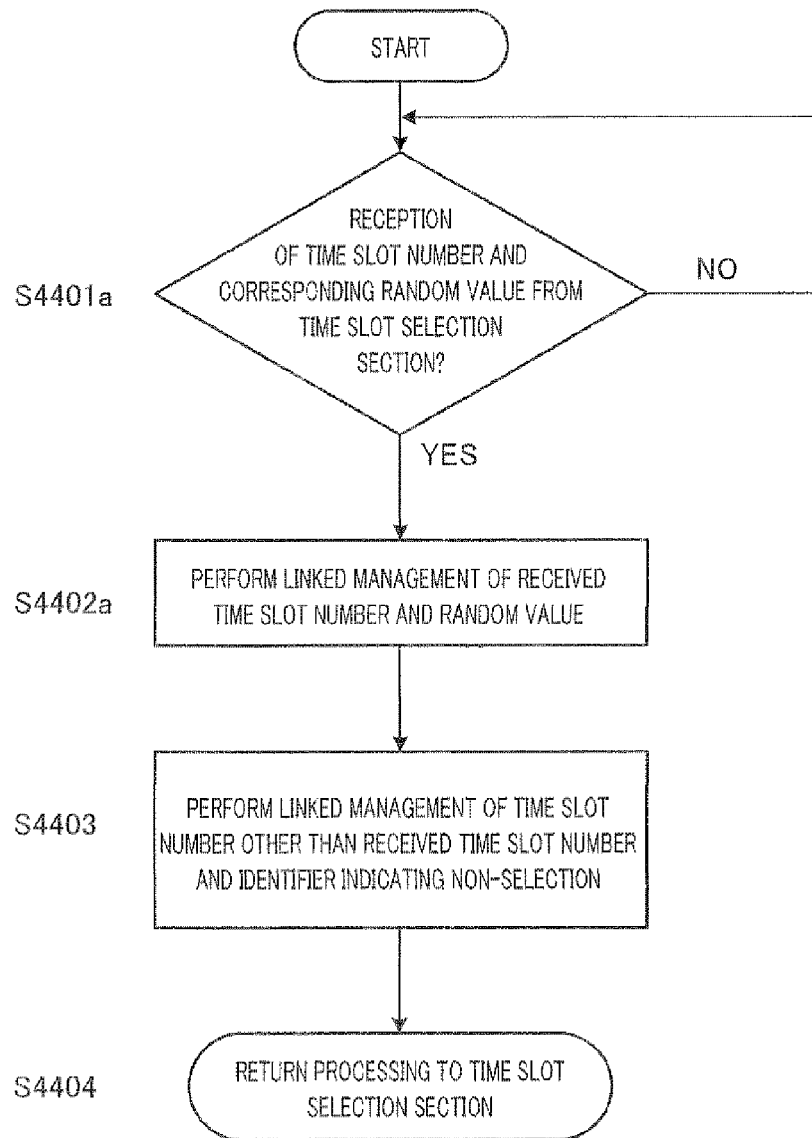 START
S4401a
RECEPTION
OF TIME SLOT NUMBER AND
CORRESPONDING RANDOM VALUE FROM
TIME SLOT SELECTION
SECTION?
NO
YES
S4402a
PERFORM LINKED MANAGEMENT OF RECEIVED
TIME SLOT NUMBER AND RANDOM VALUE
S4403
PERFORM LINKED MANAGEMENT OF TIME SLOT
NUMBER OTHER THAN RECEIVED TIME SLOT NUMBER
AND IDENTIFIER INDICATING NON-SELECTION
S4404
RETURN PROCESSING TO TIME SLOT
SELECTION SECTION